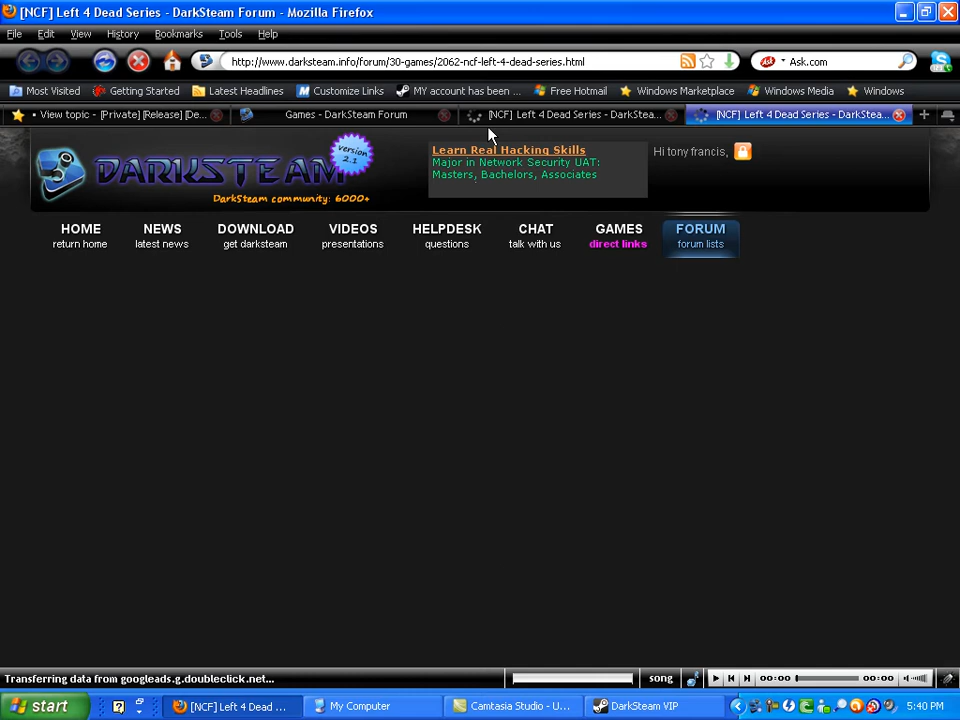 [NCF] Left 4 Dead Series - DarkSteam Forum - Mozilla Firefox
File Edit View History Bookmarks Tools Help
http://www.darksteam.info/forum/30-games/2062-ncf-left-4-dead-series.html
Ask.com
Most Visited Getting Started Latest Headlines Customize Links MY account has been ... Free Hotmail Windows Marketplace Windows Media Windows
• View topic - [Private] [Release] [De... Games - DarkSteam Forum [NCF] Left 4 Dead Series - DarkStea... [NCF] Left 4 Dead Series - DarkStea...
DARKSTEAM
version 2.1
DarkSteam community: 6000+
Learn Real Hacking Skills
Major in Network Security UAT:
Masters, Bachelors, Associates
Hi tony francis,
HOME NEWS DOWNLOAD VIDEOS HELPDESK CHAT GAMES FORUM
return home latest news get darksteam presentations questions talk with us direct links forum lists
Transferring data from googleads.g.doubleclick.net...
song 00:00 00:00
start [NCF] Left 4 Dead ... My Computer Camtasia Studio - U... DarkSteam VIP 5:40 PM